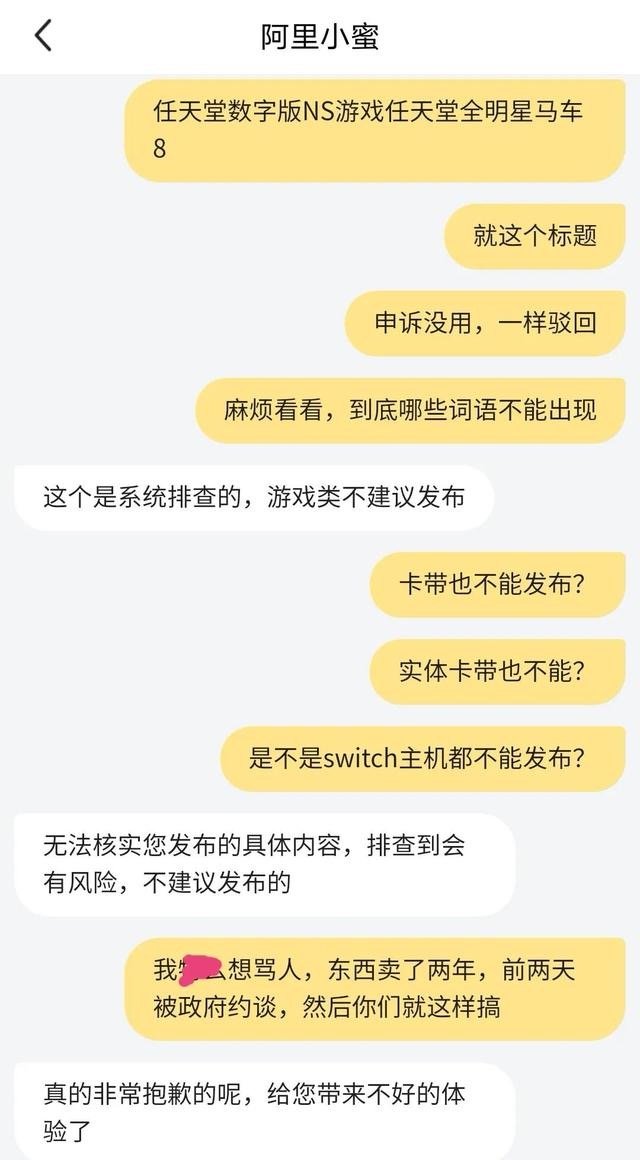 阿里小蜜
任天堂数字版NS游戏任天堂全明星马车
8
就这个标题
申诉没用，一样驳回
麻烦看看，到底哪些词语不能出现
这个是系统排查的，游戏类不建议发布
卡带也不能发布？
实体卡带也不能？
是不是switch主机都不能发布？
无法核实您发布的具体内容，排查到会
有风险，不建议发布的
我 想骂人，东西卖了两年，前两天
被政府约谈，然后你们就这样搞
真的非常抱歉的呢，给您带来不好的体
验了